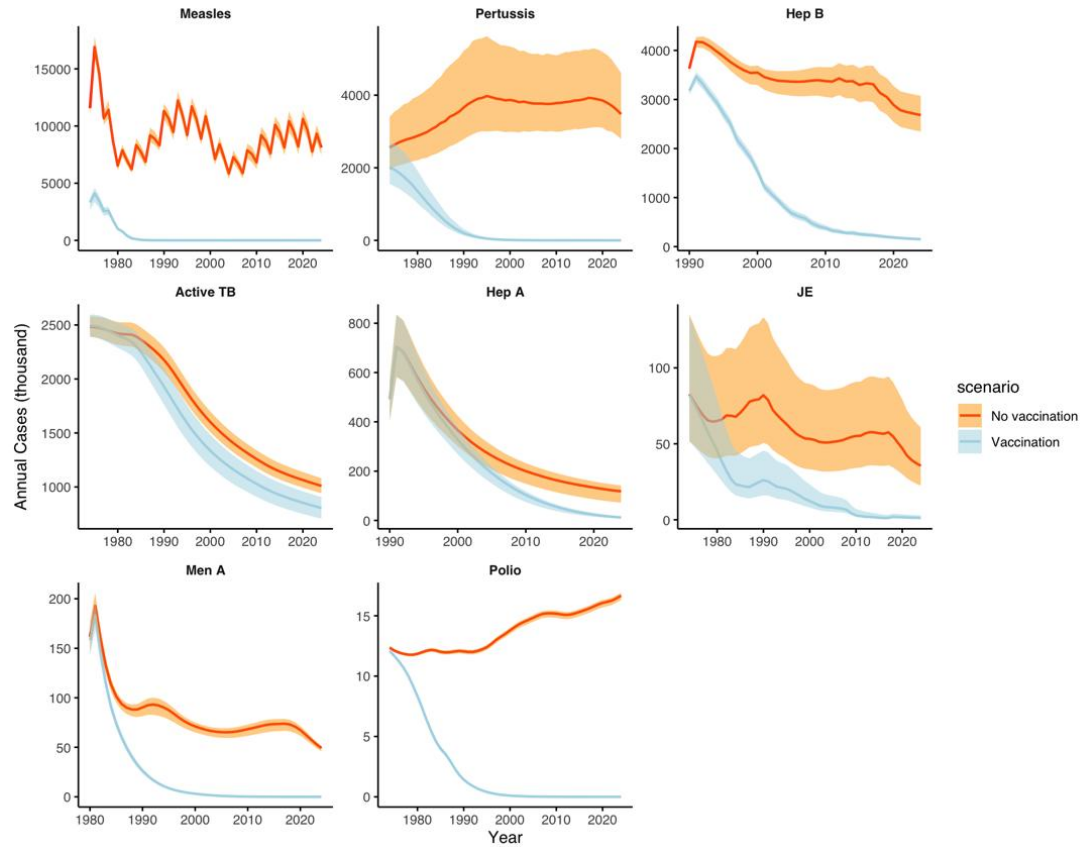 Measles
Pertussis
Hep B
15000
10000
5000
0
1980 1990 2000 2010 2020
4000
2000
0
1980 1990 2000 2010 2020
4000
3000
2000
1000
0
1990 2000 2010 2020
Active TB
Hep A
JE
2500
2000
1500
1000
1980 1990 2000 2010 2020
800
600
400
200
0
1990 2000 2010 2020
100
50
0
1980 1990 2000 2010 2020
Men A
Polio
200
150
100
50
0
1980 1990 2000 2010 2020
15
10
5
0
1980 1990 2000 2010 2020
Annual Cases (thousand)
Year
scenario
No vaccination
Vaccination